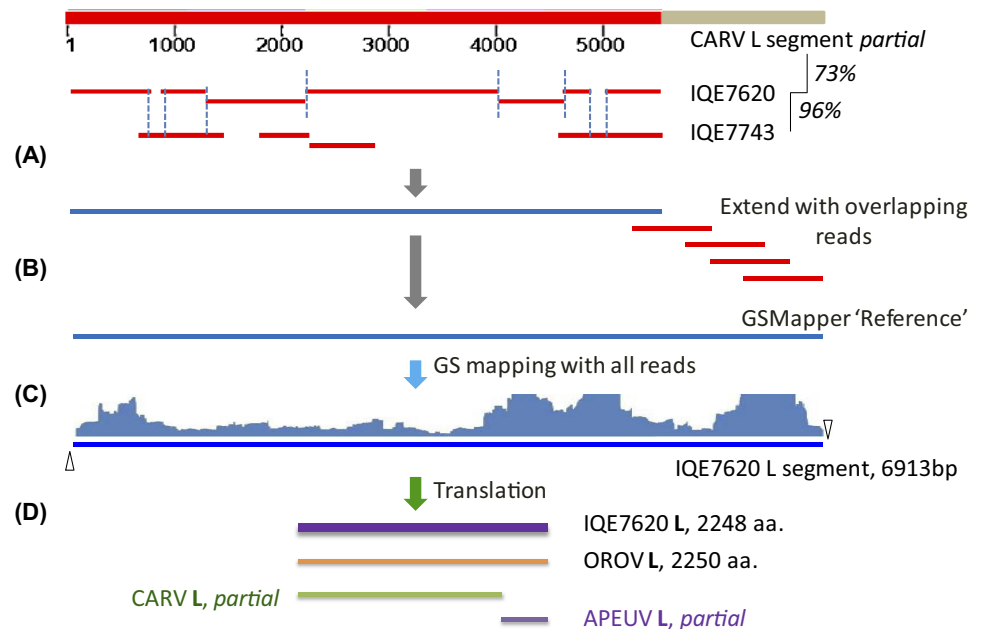 1 1000 2000 3000 4000 5000
CARV L segment partial
73%
IQE7620
96%
IQE7743
(A)
Extend with overlapping
reads
(B)
GSMapper ‘Reference’
GS mapping with all reads
(C)
IQE7620 L segment, 6913bp
Translation
(D)
IQE7620 L, 2248 aa.
OROV L, 2250 aa.
CARV L, partial
APEUV L, partial